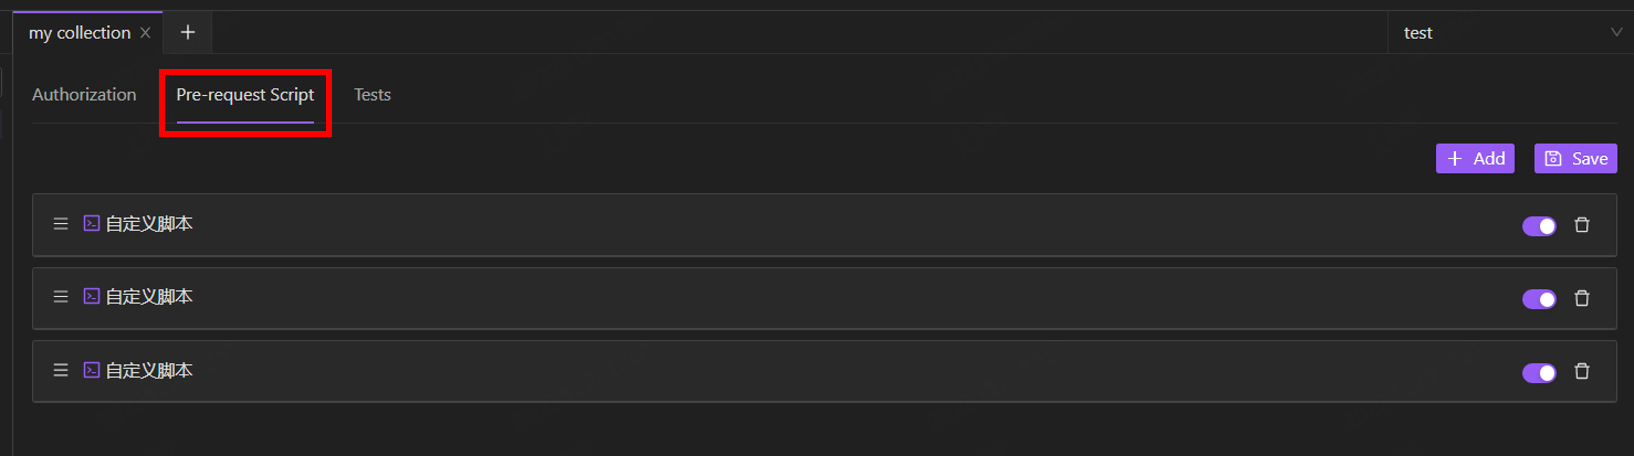 my collection
test
Authorization
Pre-request Script
Tests
Add
Save
自定义脚本
自定义脚本
自定义脚本